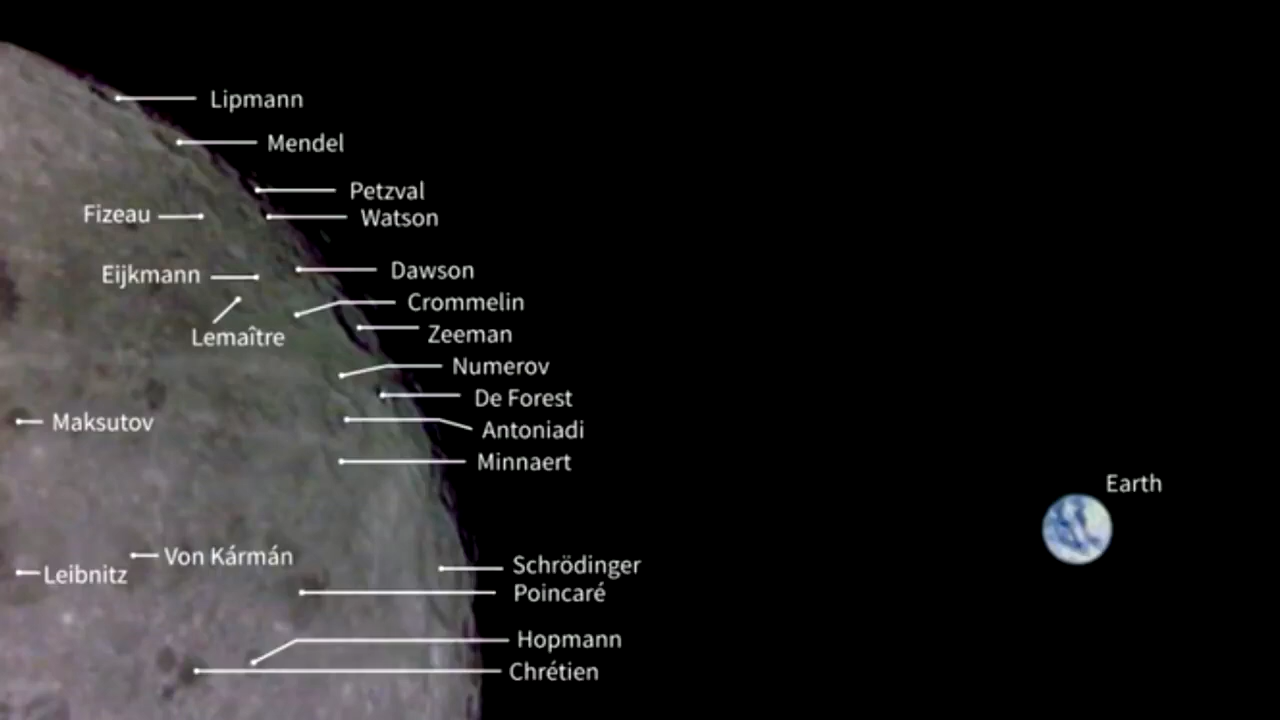 Lipmann
Mendel
Petzval
Fizeau
Watson
Dawson
Eijkmann
Crommelin
Zeeman
Lemaître
Numerov
De Forest
Maksutov
Antoniadi
Minnaert
Earth
Von Kármán
Schrödinger
Leibnitz
Poincaré
Hopmann
Chrétien